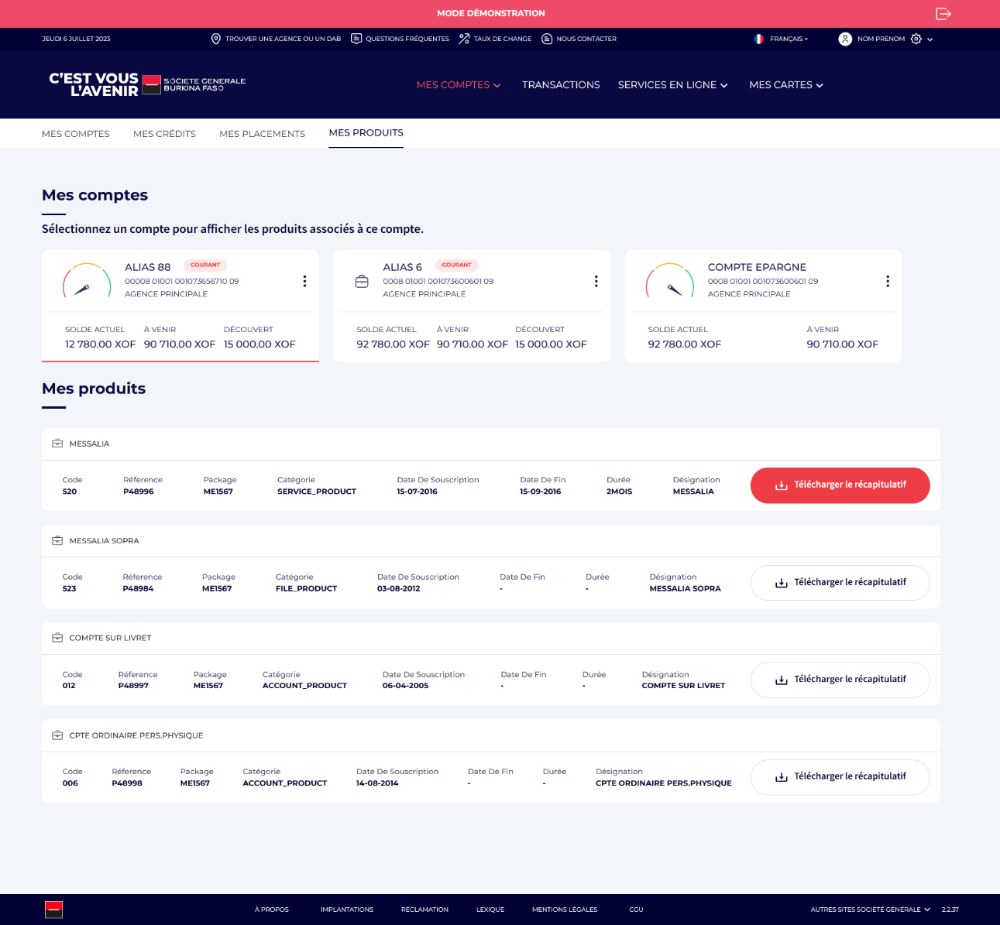 MODE DÉMONSTRATION
JEUDI 6 JUILLET 2023 TROUVER UNE AGENCE OU UN DAB QUESTIONS FRÉQUENTES TAUX DE CHANGE NOUS CONTACTER FRANÇAIS NOM PRENOM
C'EST VOUS L'AVENIR SOCIETE GENERALE BURKINA FASO
MES COMPTES TRANSACTIONS SERVICES EN LIGNE MES CARTES
MES COMPTES MES CRÉDITS MES PLACEMENTS MES PRODUITS
Mes comptes
Sélectionnez un compte pour afficher les produits associés à ce compte.
ALIAS 88 COURANT
00008 01001 001073656710 09
AGENCE PRINCIPALE
SOLDE ACTUEL À VENIR DÉCOUVERT
12 780.00 XOF 90 710.00 XOF 15 000.00 XOF
ALIAS 6 COURANT
0008 01001 001073600601 09
AGENCE PRINCIPALE
SOLDE ACTUEL À VENIR DÉCOUVERT
92 780.00 XOF 90 710.00 XOF 15 000.00 XOF
COMPTE EPARGNE
0008 01001 001073600601 09
AGENCE PRINCIPALE
SOLDE ACTUEL À VENIR
92 780.00 XOF 90 710.00 XOF
Mes produits
MESSALIA
Code Réference Package Catégorie Date De Souscription Date De Fin Durée Désignation
520 P48996 ME1567 SERVICE_PRODUCT 15-07-2016 15-09-2016 2MOIS MESSALIA
Télécharger le récapitulatif
MESSALIA SOPRA
Code Réference Package Catégorie Date De Souscription Date De Fin Durée Désignation
523 P48984 ME1567 FILE_PRODUCT 03-08-2012 - - MESSALIA SOPRA
Télécharger le récapitulatif
COMPTE SUR LIVRET
Code Réference Package Catégorie Date De Souscription Date De Fin Durée Désignation
012 P48997 ME1567 ACCOUNT_PRODUCT 06-04-2005 - - COMPTE SUR LIVRET
Télécharger le récapitulatif
CPTE ORDINAIRE PERS.PHYSIQUE
Code Réference Package Catégorie Date De Souscription Date De Fin Durée Désignation
006 P48998 ME1567 ACCOUNT_PRODUCT 14-08-2014 - - CPTE ORDINAIRE PERS.PHYSIQUE
Télécharger le récapitulatif
À PROPOS IMPLANTATIONS RÉCLAMATION LEXIQUE MENTIONS LÉGALES CGU AUTRES SITES SOCIÉTÉ GÉNÉRALE 2.2.37